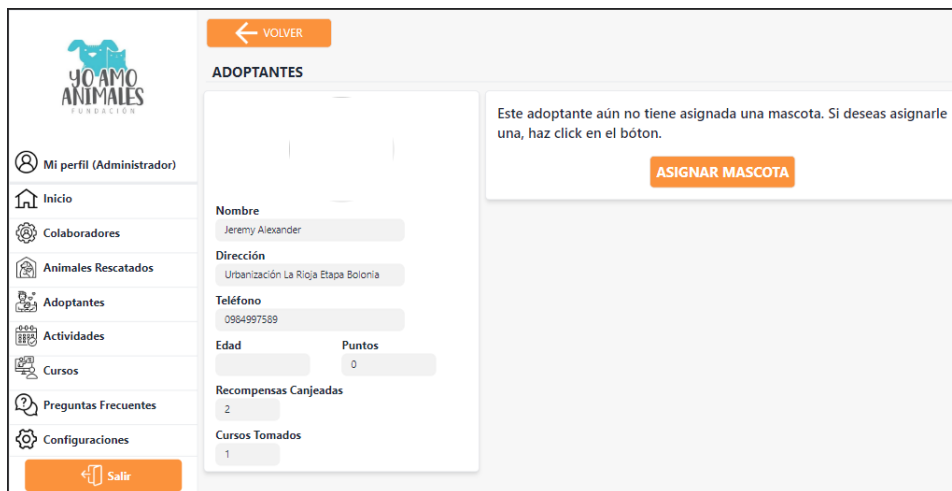 YO AMO
ANIMALES
FUNDACIÓN
Mi perfil (Administrador)
Inicio
Colaboradores
Animales Rescatados
Adoptantes
Actividades
Cursos
Preguntas Frecuentes
Configuraciones
Salir
VOLVER
ADOPTANTES
Nombre
Jeremy Alexander
Dirección
Urbanización La Rioja Etapa Bolonia
Teléfono
0984997589
Edad Puntos
0
Recompensas Canjeadas
2
Cursos Tomados
1
Este adoptante aún no tiene asignada una mascota. Si deseas asignarle
una, haz click en el bóton.
ASIGNAR MASCOTA